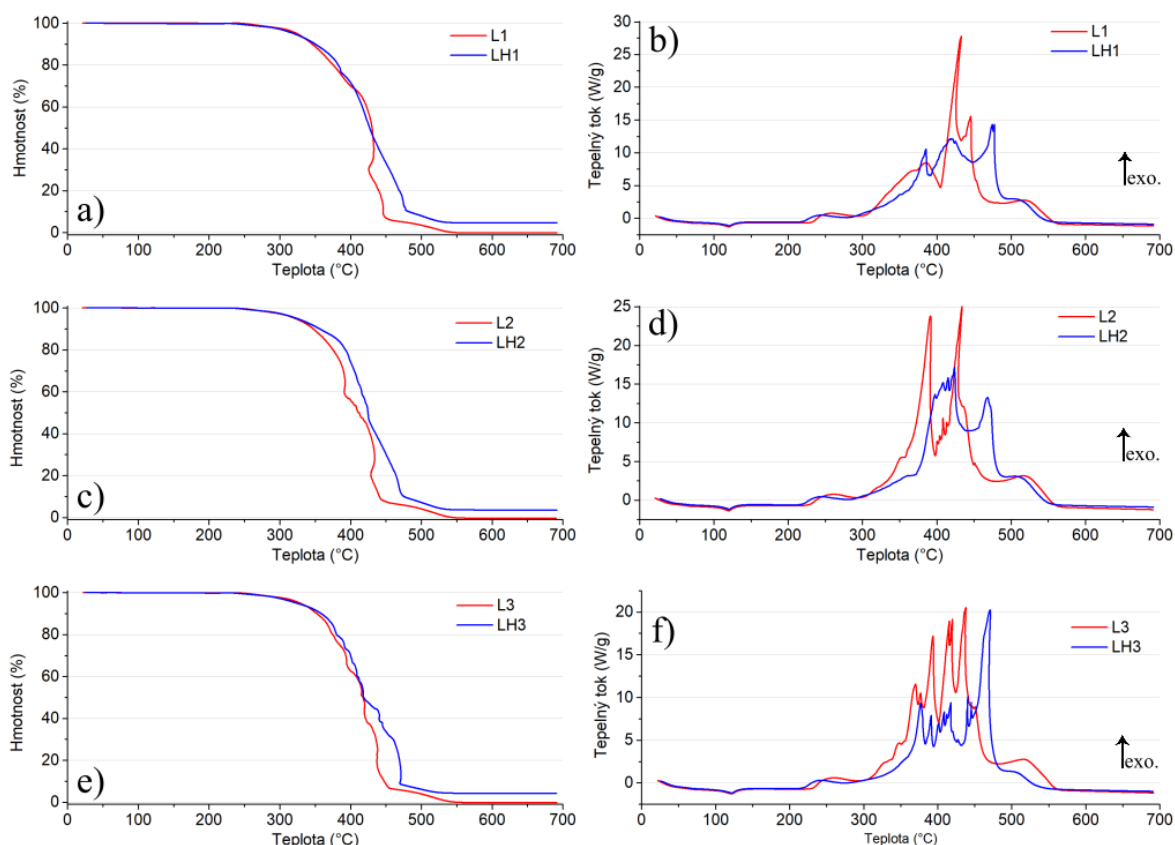 a)
Hmotnost (%)
100
80
60
40
20
0
L1
LH1
0 100 200 300 400 500 600 700
Teplota (°C)
b)
Tepelný tok (W/g)
30
25
20
15
10
5
0
L1
LH1
exo.
0 100 200 300 400 500 600 700
Teplota (°C)
c)
Hmotnost (%)
100
80
60
40
20
0
L2
LH2
0 100 200 300 400 500 600 700
Teplota (°C)
d)
Tepelný tok (W/g)
25
20
15
10
5
0
L2
LH2
exo.
0 100 200 300 400 500 600 700
Teplota (°C)
e)
Hmotnost (%)
100
80
60
40
20
0
L3
LH3
0 100 200 300 400 500 600 700
Teplota (°C)
f)
Tepelný tok (W/g)
20
15
10
5
0
L3
LH3
exo.
0 100 200 300 400 500 600 700
Teplota (°C)